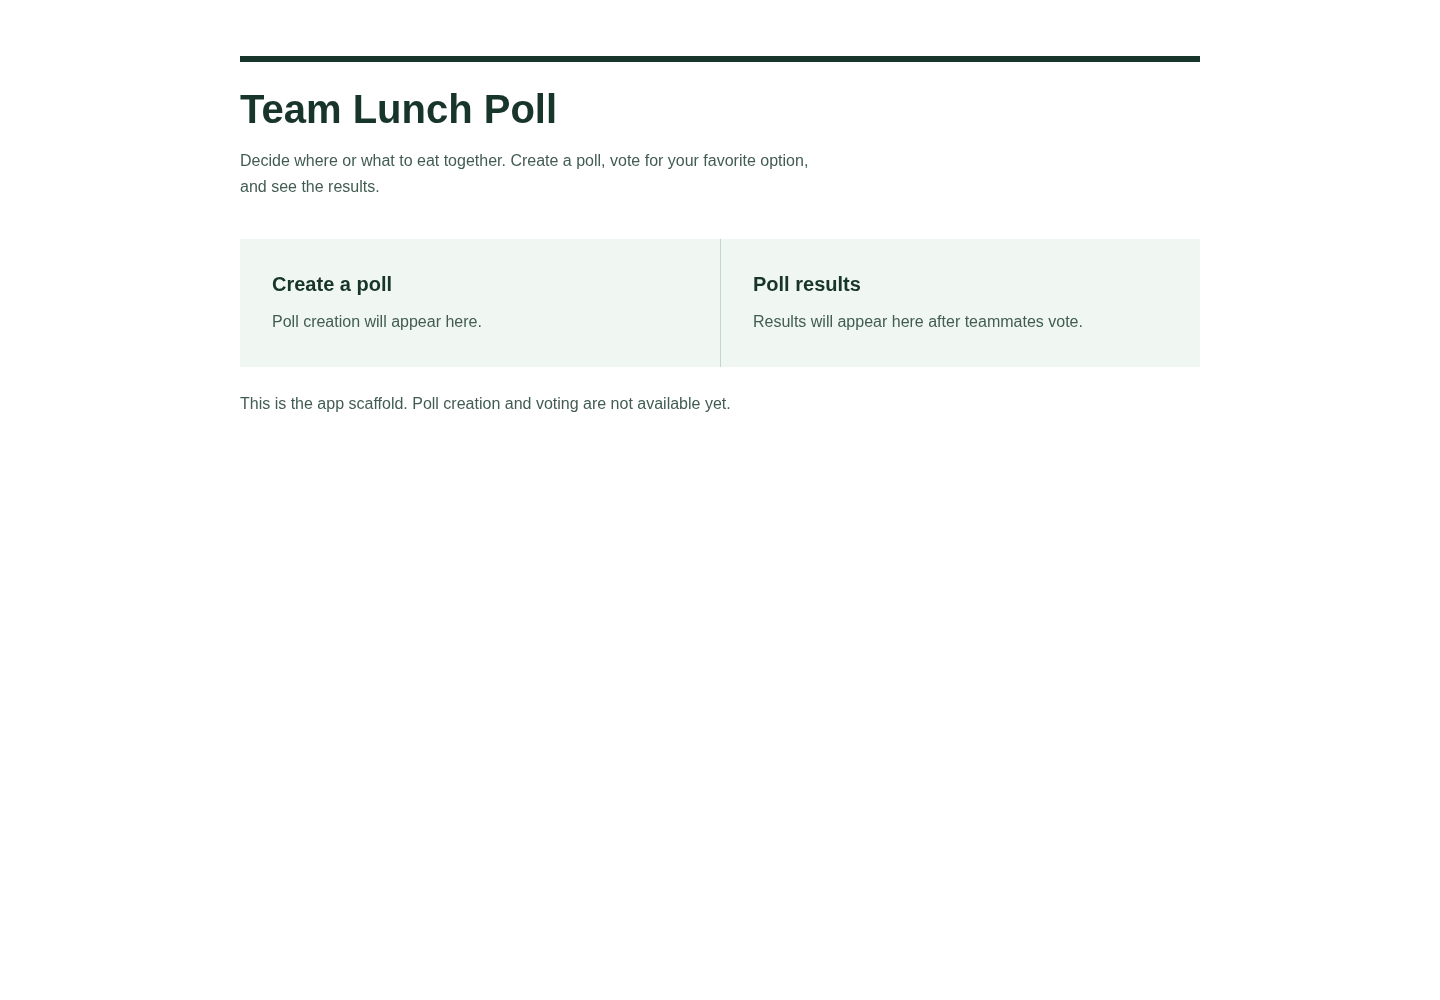 Team Lunch Poll
Decide where or what to eat together. Create a poll, vote for your favorite option,
and see the results.
Create a poll
Poll creation will appear here.
Poll results
Results will appear here after teammates vote.
This is the app scaffold. Poll creation and voting are not available yet.